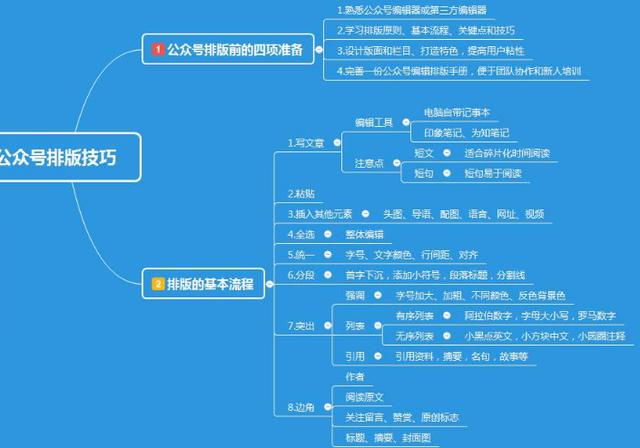 公众号排版技巧
1 公众号排版前的四项准备
1.熟悉公众号编辑器或第三方编辑器
2.学习排版原则、基本流程、关键点和技巧
3.设计版面和栏目、打造特色，提高用户粘性
4.完善一份公众号编辑排版手册，便于团队协作和新人培训
2 排版的基本流程
1.写文章
编辑工具
电脑自带记事本
印象笔记、为知笔记
注意点
短文
适合碎片化时间阅读
短句
短句易于阅读
2.粘贴
3.插入其他元素
头图、导语、配图、语音、网址、视频
4.全选
整体编辑
5.统一
字号、文字颜色、行间距、对齐
6.分段
首字下沉，添加小符号，段落标题，分割线
7.突出
强调
字号加大、加粗、不同颜色、反色背景色
列表
有序列表
阿拉伯数字，字母大小写，罗马数字
无序列表
小黑点英文，小方块中文，小圆圈注释
引用
引用资料，摘要，名句，故事等
8.边角
作者
阅读原文
关注留言、赞赏、原创标志
标题、摘要、封面图